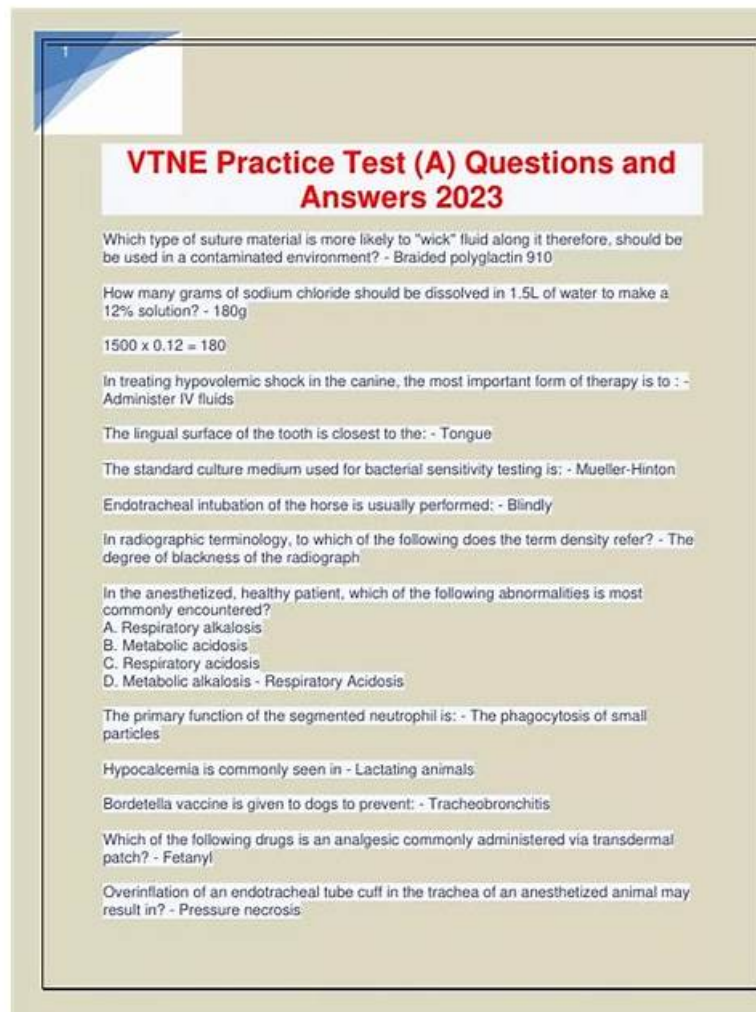 1
VTNE Practice Test (A) Questions and
Answers 2023
Which type of suture material is more likely to "wick" fluid along it therefore, should be
be used in a contaminated environment? - Braided polyglactin 910
How many grams of sodium chloride should be dissolved in 1.5L of water to make a
12% solution? - 180g
1500 x 0.12 = 180
In treating hypovolemic shock in the canine, the most important form of therapy is to : -
Administer IV fluids
The lingual surface of the tooth is closest to the: - Tongue
The standard culture medium used for bacterial sensitivity testing is: - Mueller-Hinton
Endotracheal intubation of the horse is usually performed: - Blindly
In radiographic terminology, to which of the following does the term density refer? - The
degree of blackness of the radiograph
In the anesthetized, healthy patient, which of the following abnormalities is most
commonly encountered?
A. Respiratory alkalosis
B. Metabolic acidosis
C. Respiratory acidosis
D. Metabolic alkalosis - Respiratory Acidosis
The primary function of the segmented neutrophil is: - The phagocytosis of small
particles
Hypocalcemia is commonly seen in - Lactating animals
Bordetella vaccine is given to dogs to prevent: - Tracheobronchitis
Which of the following drugs is an analgesic commonly administered via transdermal
patch? - Fetanyl
Overinflation of an endotracheal tube cuff in the trachea of an anesthetized animal may
result in? - Pressure necrosis